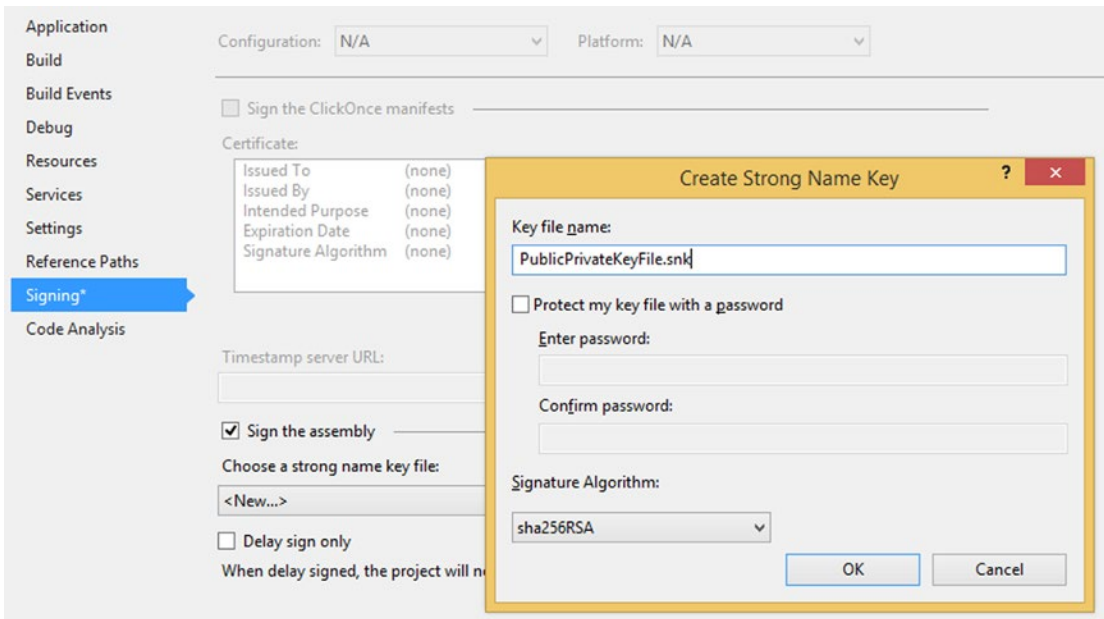 Application
Build
Build Events
Debug
Resources
Services
Settings
Reference Paths
Signing*
Code Analysis
Configuration: N/A Platform: N/A
Sign the ClickOnce manifests
Certificate:
Issued To (none)
Issued By (none)
Intended Purpose (none)
Expiration Date (none)
Signature Algorithm (none)
Timestamp server URL:
Sign the assembly
Choose a strong name key file:
<New...>
Delay sign only
When delay signed, the project will
Create Strong Name Key ? ×
Key file name:
PublicPrivateKeyFile.snk
Protect my key file with a password
Enter password:
Confirm password:
Signature Algorithm:
sha256RSA
OK Cancel